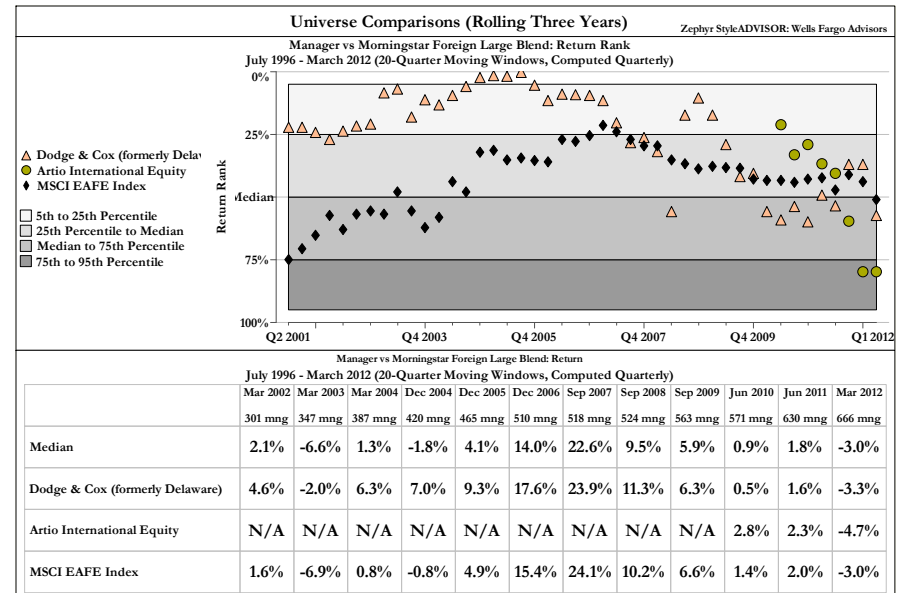 Universe Comparisons (Rolling Three Years)
Zephyr StyleADVISOR: Wells Fargo Advisors
Manager vs Morningstar Foreign Large Blend: Return Rank
July 1996 - March 2012 (20-Quarter Moving Windows, Computed Quarterly)
Dodge & Cox (formerly Delaw
Artio International Equity
MSCI EAFE Index
5th to 25th Percentile
25th Percentile to Median
Median to 75th Percentile
75th to 95th Percentile
Return Rank
0%
25%
Median
75%
100%
Q2 2001 Q4 2003 Q4 2005 Q4 2007 Q4 2009 Q1 2012
Manager vs Morningstar Foreign Large Blend: Return
July 1996 - March 2012 (20-Quarter Moving Windows, Computed Quarterly)
Mar 2002 Mar 2003 Mar 2004 Dec 2004 Dec 2005 Dec 2006 Sep 2007 Sep 2008 Sep 2009 Jun 2010 Jun 2011 Mar 2012
301 mng 347 mng 387 mng 420 mng 465 mng 510 mng 518 mng 524 mng 563 mng 571 mng 630 mng 666 mng
Median 2.1% -6.6% 1.3% -1.8% 4.1% 14.0% 22.6% 9.5% 5.9% 0.9% 1.8% -3.0%
Dodge & Cox (formerly Delaware) 4.6% -2.0% 6.3% 7.0% 9.3% 17.6% 23.9% 11.3% 6.3% 0.5% 1.6% -3.3%
Artio International Equity N/A N/A N/A N/A N/A N/A N/A N/A N/A 2.8% 2.3% -4.7%
MSCI EAFE Index 1.6% -6.9% 0.8% -0.8% 4.9% 15.4% 24.1% 10.2% 6.6% 1.4% 2.0% -3.0%